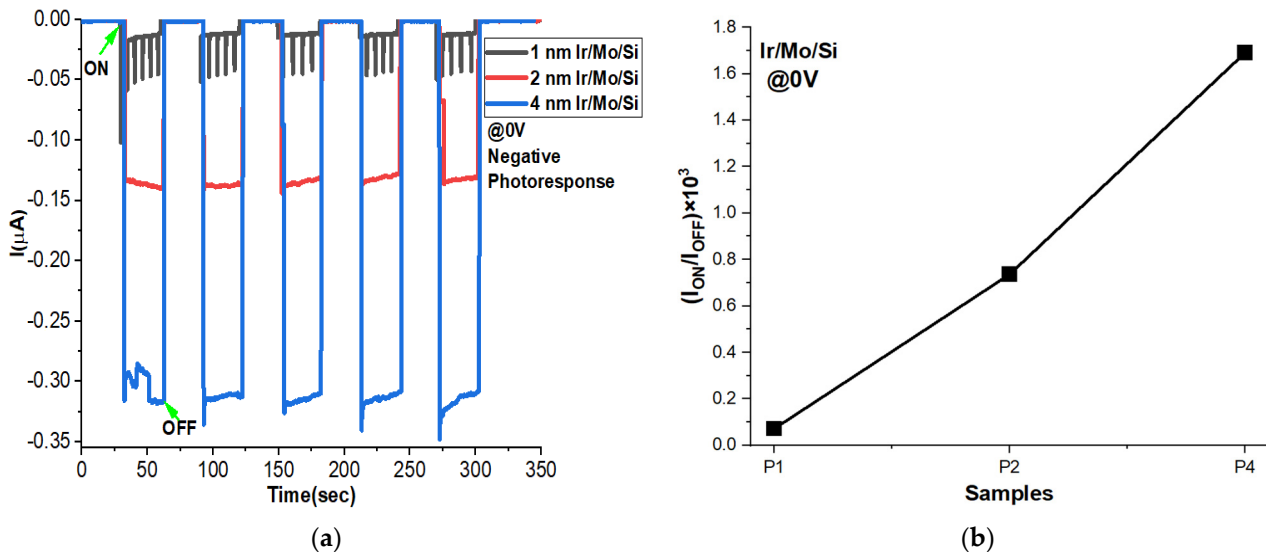 0.00
-0.05
-0.10
-0.15
-0.20
-0.25
-0.30
-0.35
I(μA)
0
50
100
150
200
250
300
350
Time(sec)
ON
OFF
1 nm Ir/Mo/Si
2 nm Ir/Mo/Si
4 nm Ir/Mo/Si
@0V
Negative
Photoresponse
(a)
1.8
1.6
1.4
1.2
1.0
0.8
0.6
0.4
0.2
0.0
(I_ON/I_OFF)×10³
Ir/Mo/Si
@0V
P1
P2
P4
Samples
(b)